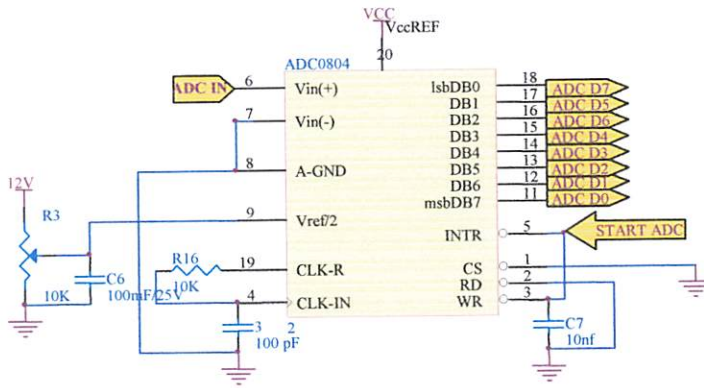 VCC
VccREF
20
ADC0804
ADC IN
6
Vin(+)
lsbDB0
18
ADC D7
DB1
17
ADC D5
7
Vin(-)
DB2
16
ADC D6
DB3
15
ADC D4
DB4
14
ADC D3
8
A-GND
DB5
13
ADC D2
12V
DB6
12
ADC D1
msbDB7
11
ADC D0
R3
9
Vref/2
INTR
5
START ADC
R16
19
CLK-R
CS
1
C6
10K
RD
2
10K
100mF/25V
4
CLK-IN
WR
3
3
2
C7
100 pF
10nf